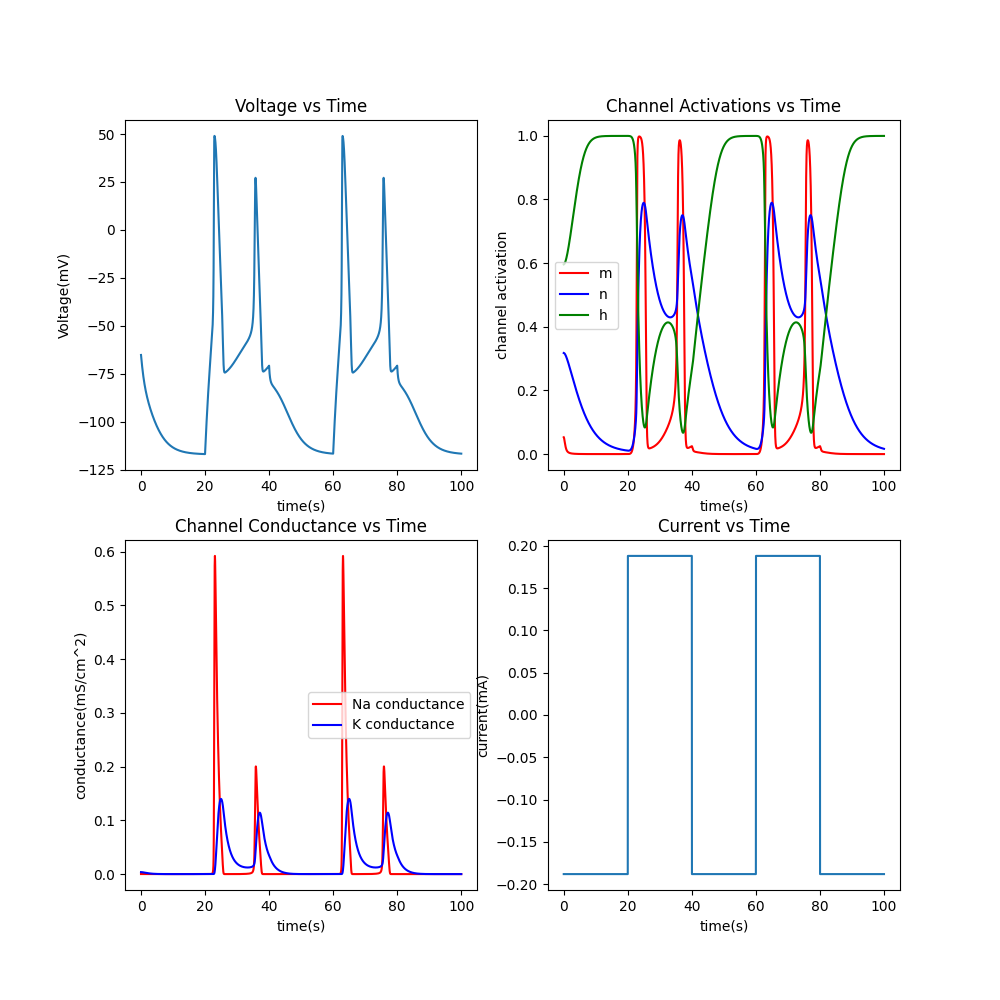 Voltage vs Time
50
25
0
−25
−50
−75
−100
−125
Voltage(mV)
0 20 40 60 80 100
time(s)
Channel Activations vs Time
1.0
0.8
0.6
0.4
0.2
0.0
channel activation
m
n
h
0 20 40 60 80 100
time(s)
Channel Conductance vs Time
0.6
0.5
0.4
0.3
0.2
0.1
0.0
conductance(mS/cm^2)
Na conductance
K conductance
0 20 40 60 80 100
time(s)
Current vs Time
0.20
0.15
0.10
0.05
0.00
−0.05
−0.10
−0.15
−0.20
current(mA)
0 20 40 60 80 100
time(s)